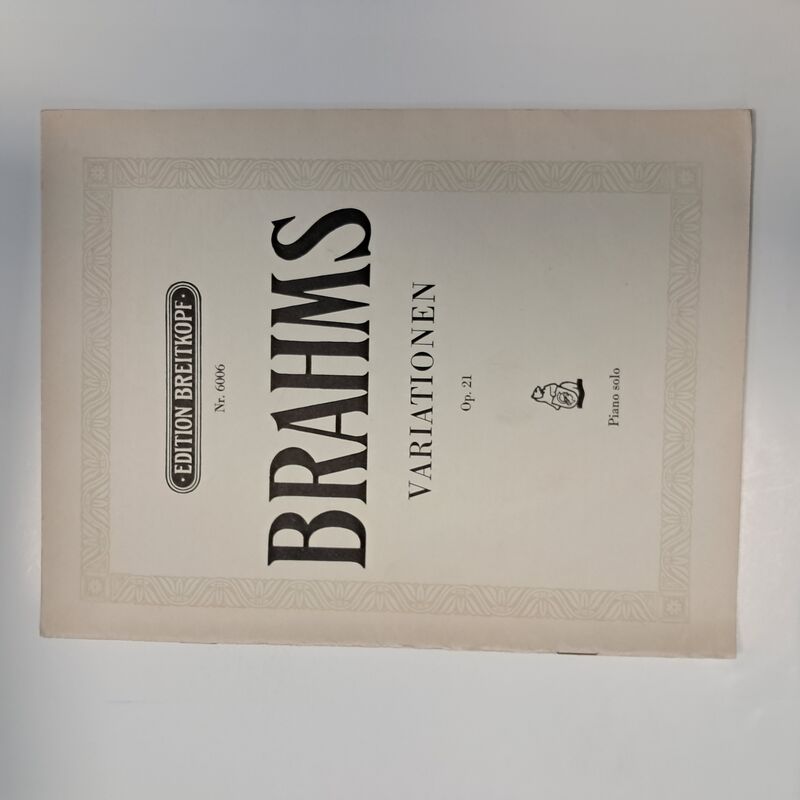 ·EDITION BREITKOPF·
Nr. 6006
BRAHMS
VARIATIONEN
Op. 21
Piano solo